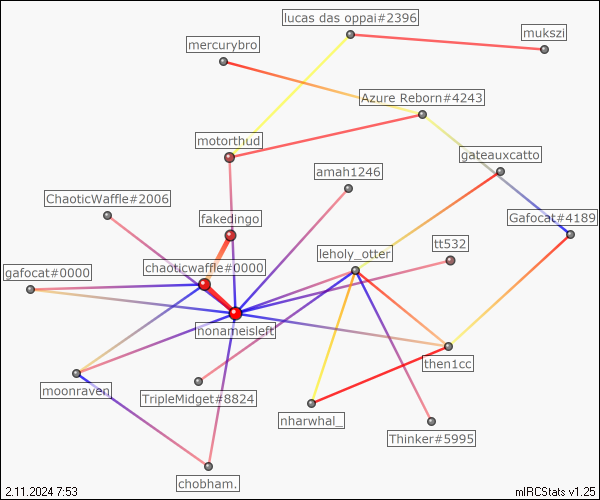 lucas das oppai#2396
mukszi
mercurybro
Azure Reborn#4243
motorthud
gateauxcatto
amah1246
ChaoticWaffle#2006
fakedingo
Gafocat#4189
tt532
leholy_otter
chaoticwaffle#0000
gafocat#0000
nonameisleft
then1cc
moonraven
TripleMidget#8824
nharwhal_
Thinker#5995
chobham.
2.11.2024 7:53
mIRCStats v1.25